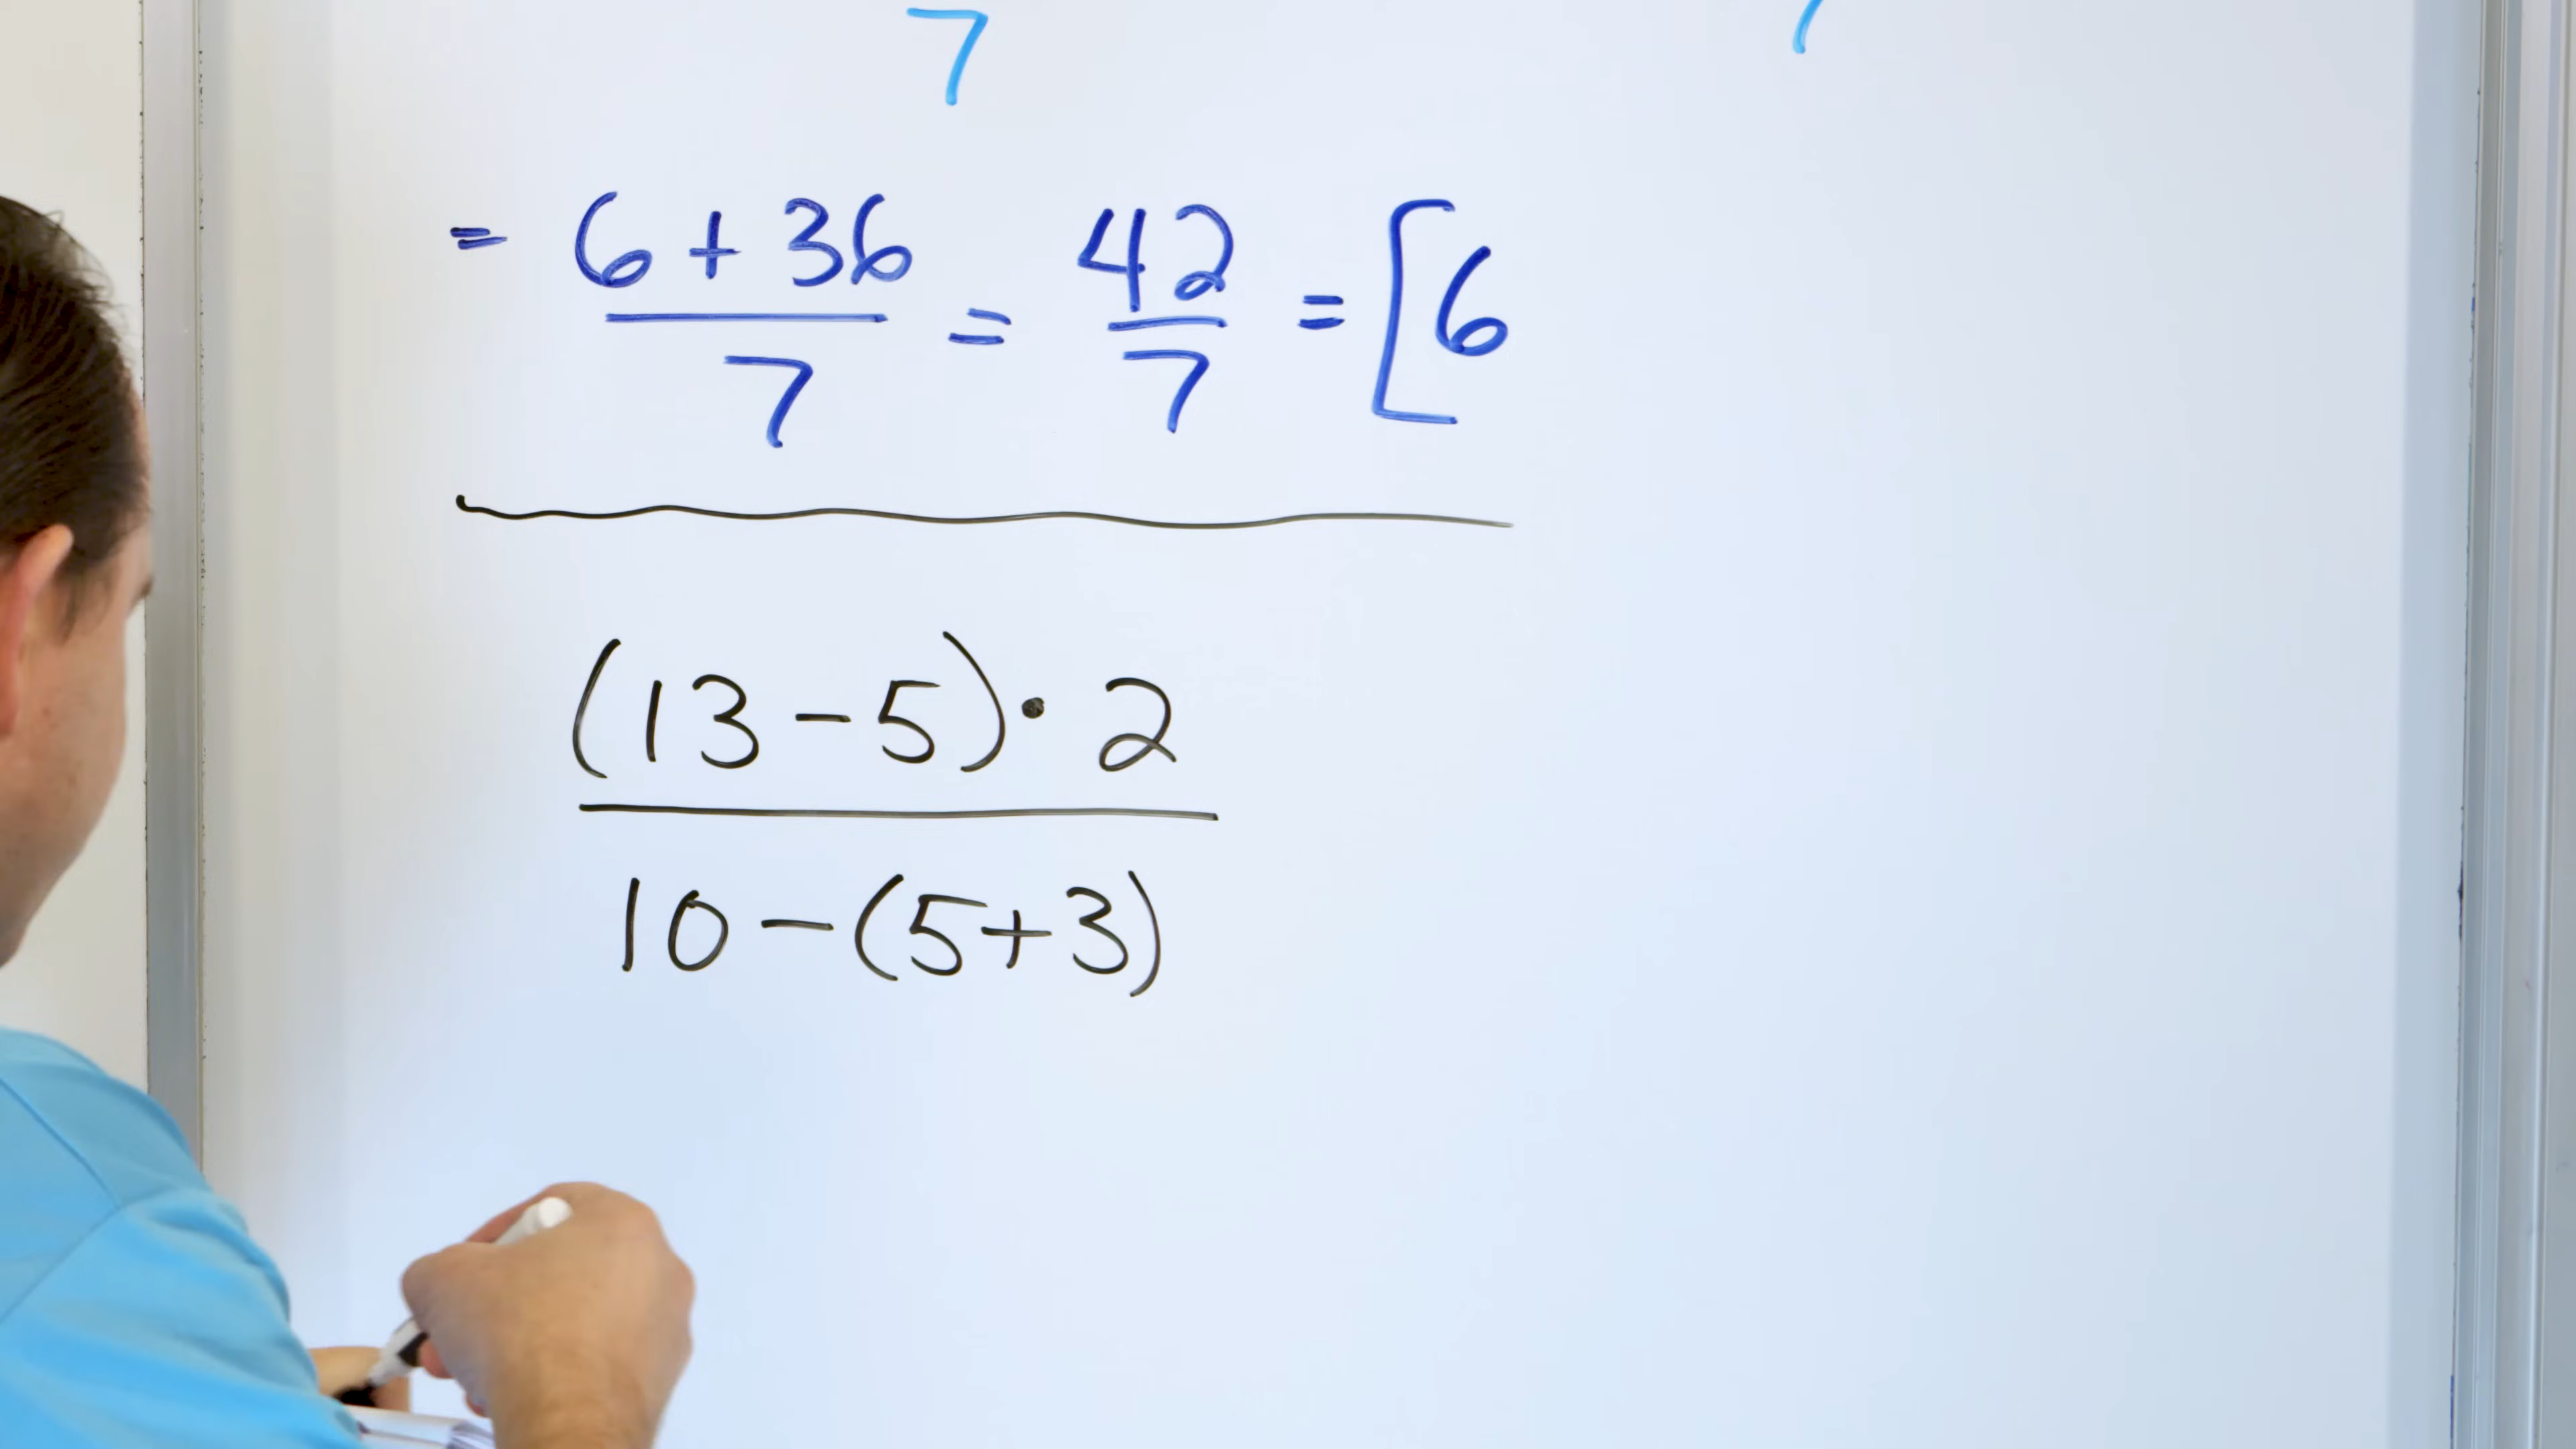 7
= 6 + 36 / 7 = 42 / 7 = [6
(13 - 5) · 2
10 - (5+3)